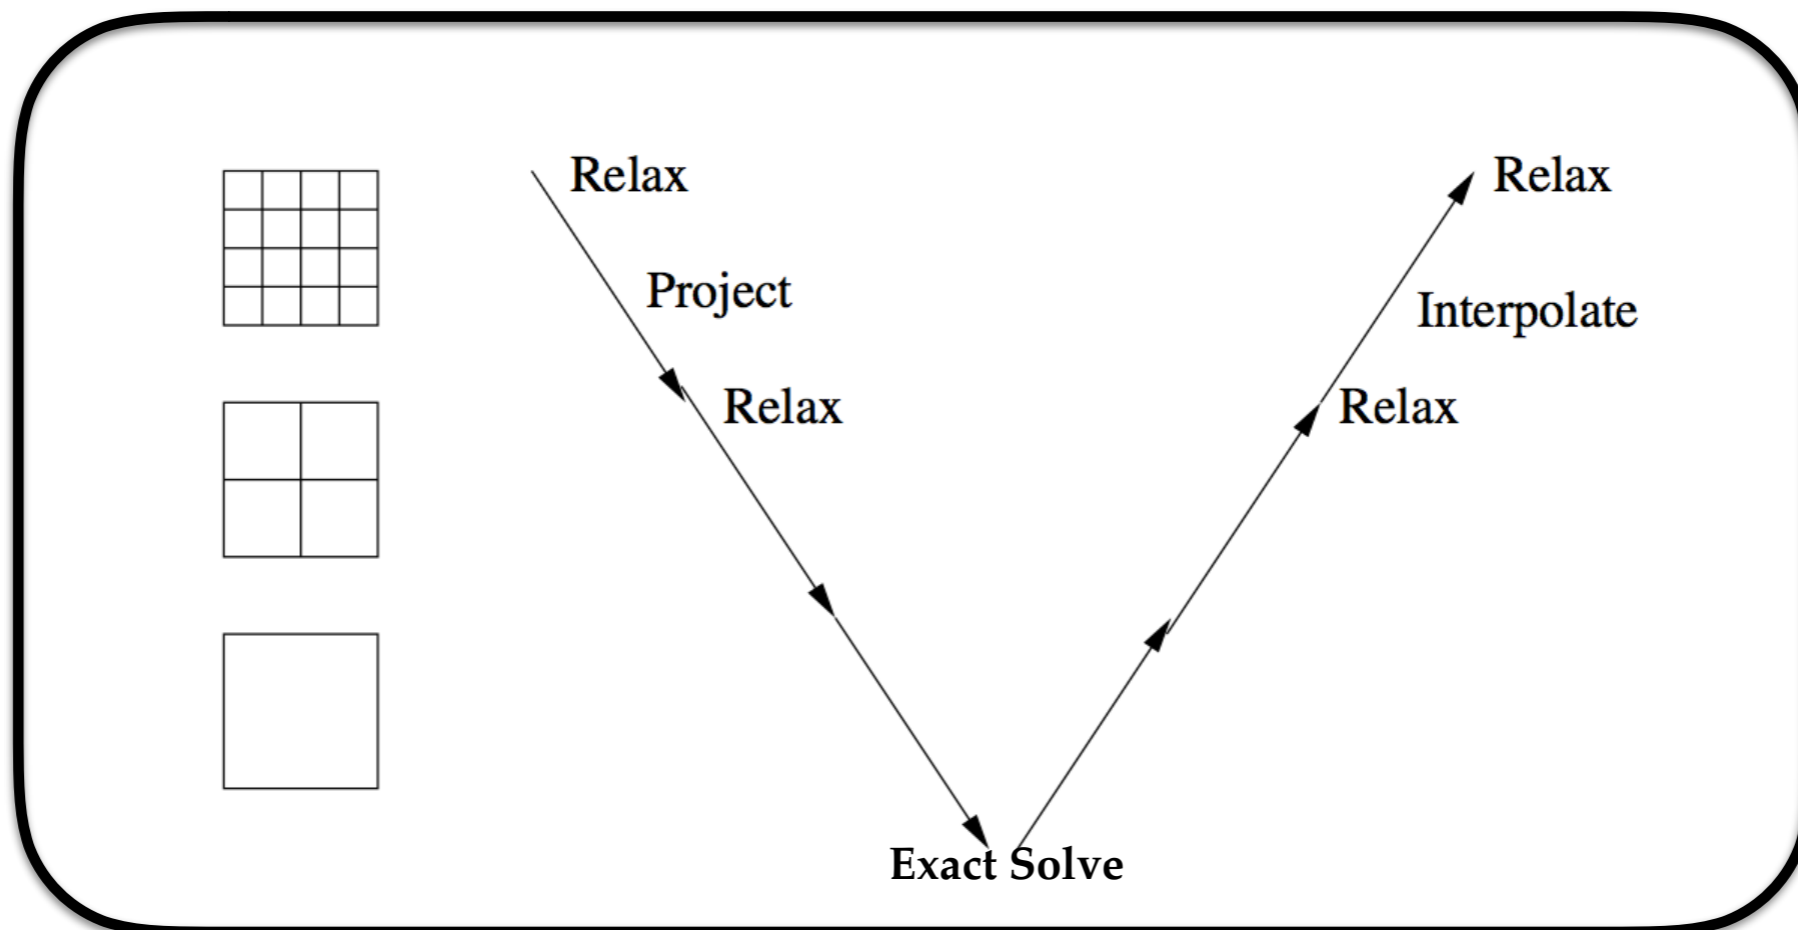 Relax
Relax
Project
Interpolate
Relax
Relax
Exact Solve